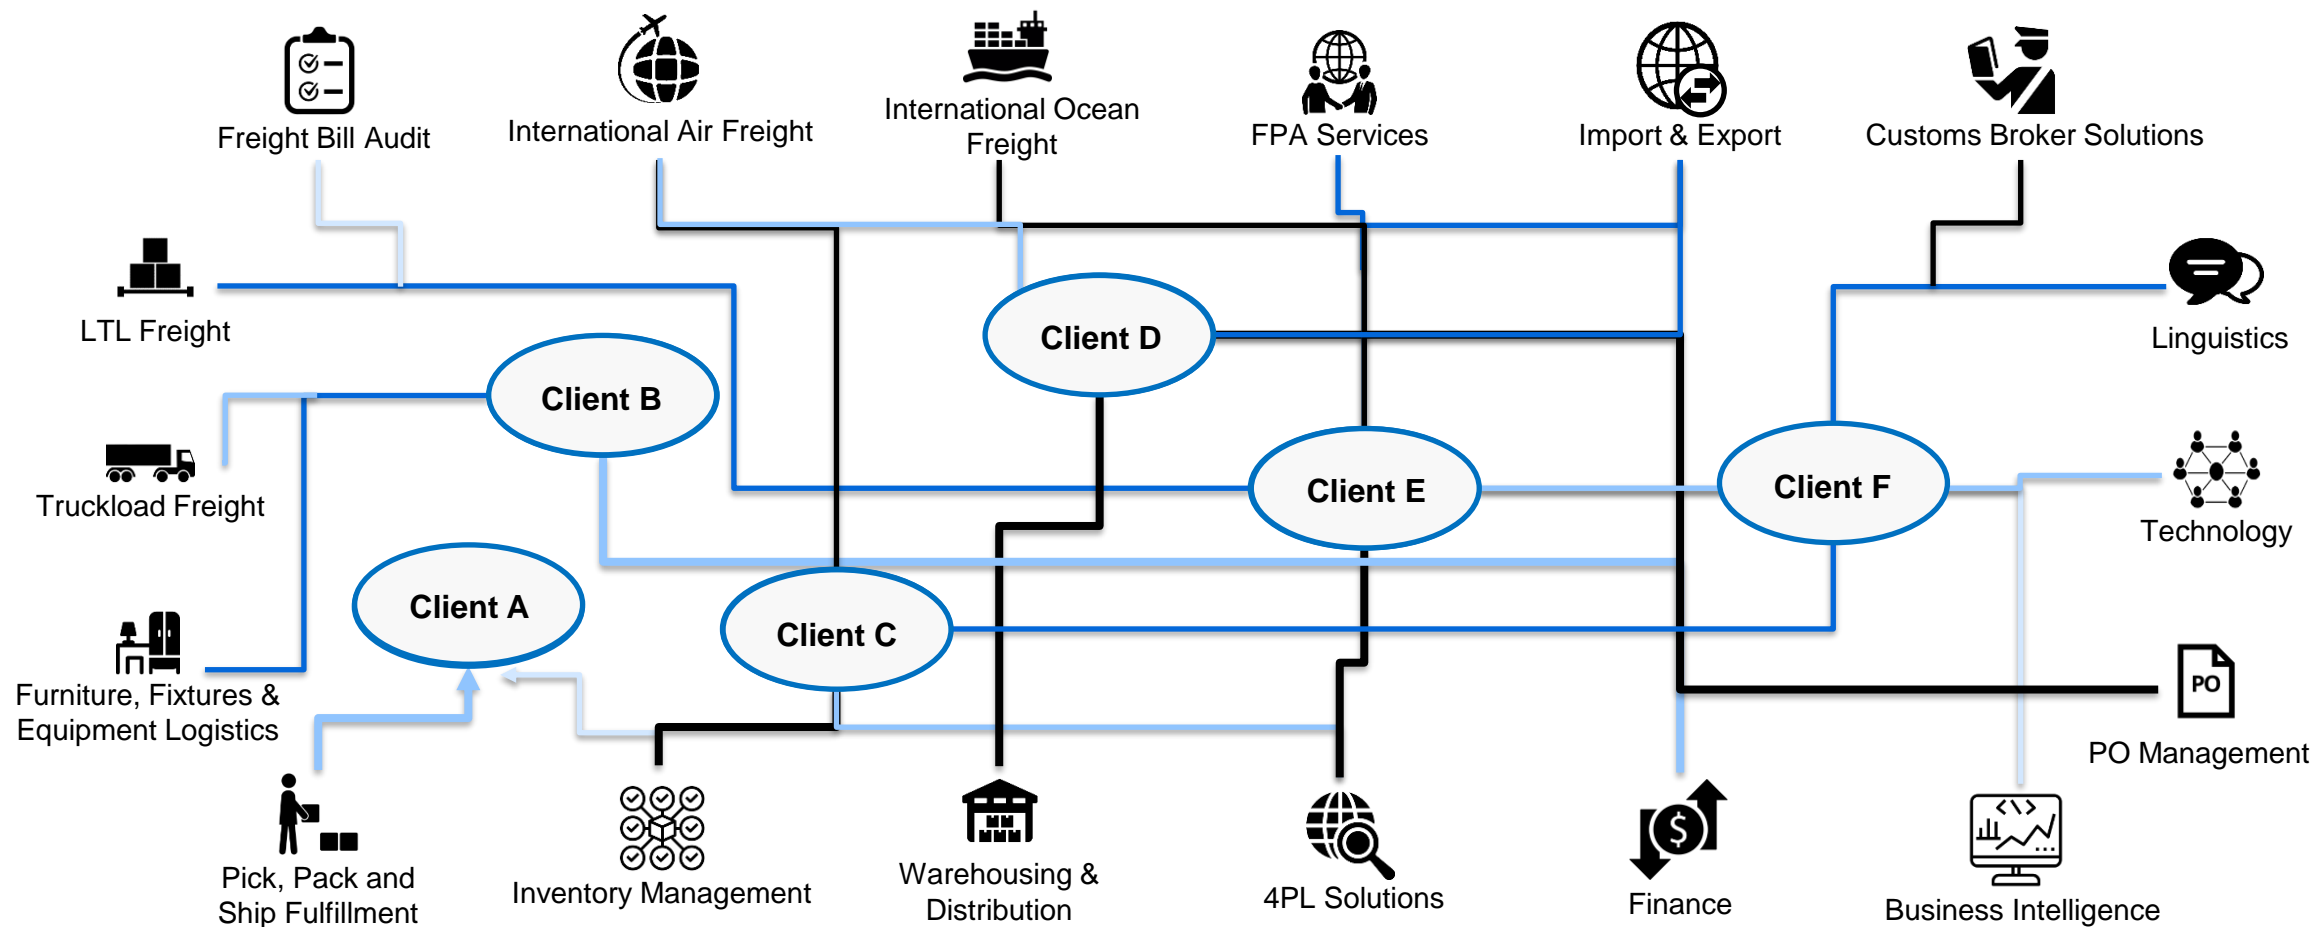 Freight Bill Audit
International Air Freight
International Ocean
Freight
FPA Services
Import & Export
Customs Broker Solutions
LTL Freight
Client D
Linguistics
Client B
Truckload Freight
Client E
Client F
Technology
Client A
Client C
Furniture, Fixtures &
Equipment Logistics
PO
PO Management
Pick, Pack and
Ship Fulfillment
Inventory Management
Warehousing &
Distribution
4PL Solutions
$
Finance
</>
Business Intelligence